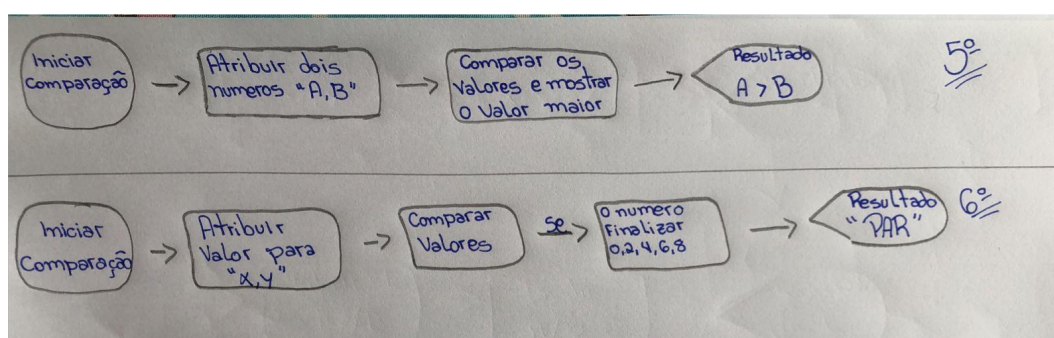 Iniciar
Comparação
Atribuir dois
numeros "A,B"
Comparar os
Valores e mostrar
o Valor maior
Resultado
A > B
5º
Iniciar
Comparação
Atribuir
Valor para
"x,y"
Comparar
Valores
se
o numero
Finalizar
0,2,4,6,8
Resultado
"PAR"
6º